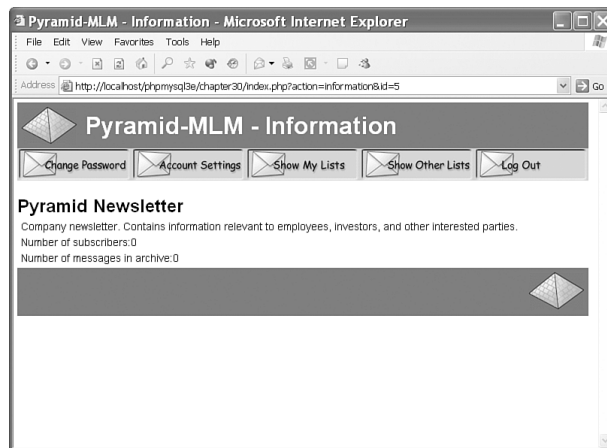 Pyramid-MLM - Information - Microsoft Internet Explorer
File Edit View Favorites Tools Help
Address http://localhost/phpmysql3e/chapter30/index.php?action=information&id=5 Go
Pyramid-MLM - Information
Change Password Account Settings Show My Lists Show Other Lists Log Out
Pyramid Newsletter
Company newsletter. Contains information relevant to employees, investors, and other interested parties.
Number of subscribers:0
Number of messages in archive:0